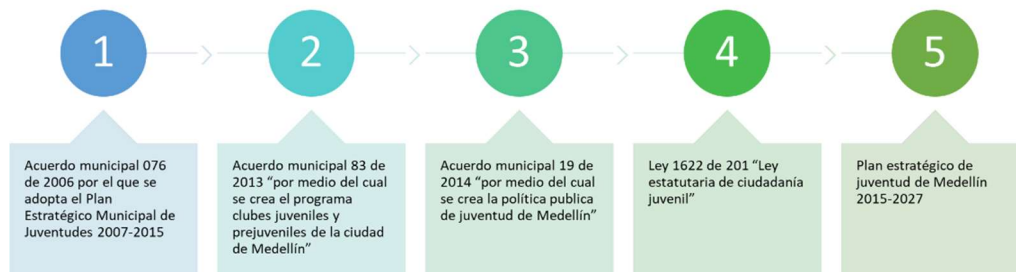 1
2
3
4
5
Acuerdo municipal 076
de 2006 por el que se
adopta el Plan
Estratégico Municipal de
Juventudes 2007-2015
Acuerdo municipal 83 de
2013 “por medio del cual
se crea el programa
clubes juveniles y
prejuveniles de la ciudad
de Medellín”
Acuerdo municipal 19 de
2014 “por medio del cual
se crea la política publica
de juventud de Medellín”
Ley 1622 de 201 “Ley
estatutaria de ciudadanía
juvenil”
Plan estratégico de
juventud de Medellín
2015-2027